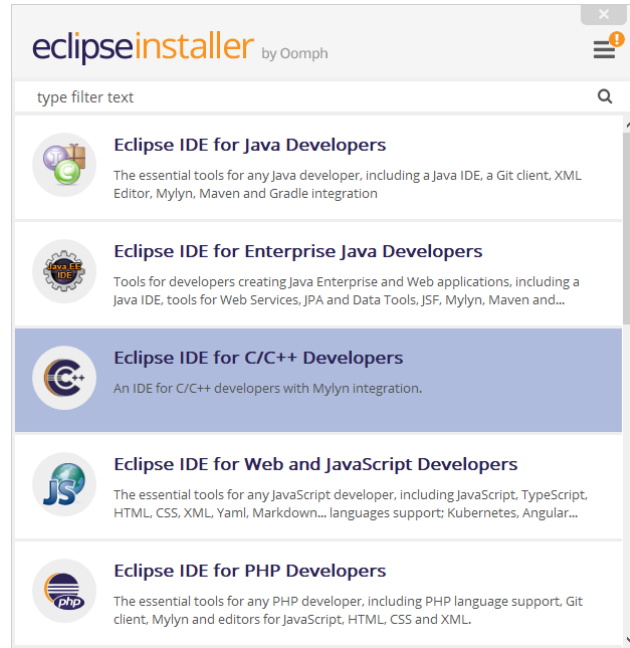 eclipseinstaller by Oomph
type filter text
Eclipse IDE for Java Developers
The essential tools for any Java developer, including a Java IDE, a Git client, XML
Editor, Mylyn, Maven and Gradle integration
Java EE
IDE
Eclipse IDE for Enterprise Java Developers
Tools for developers creating Java Enterprise and Web applications, including a
Java IDE, tools for Web Services, JPA and Data Tools, JSF, Mylyn, Maven and...
C++
Eclipse IDE for C/C++ Developers
An IDE for C/C++ developers with Mylyn integration.
JS
Eclipse IDE for Web and JavaScript Developers
The essential tools for any JavaScript developer, including JavaScript, TypeScript,
HTML, CSS, XML, Yaml, Markdown... languages support; Kubernetes, Angular...
php
Eclipse IDE for PHP Developers
The essential tools for any PHP developer, including PHP language support, Git
client, Mylyn and editors for JavaScript, HTML, CSS and XML.